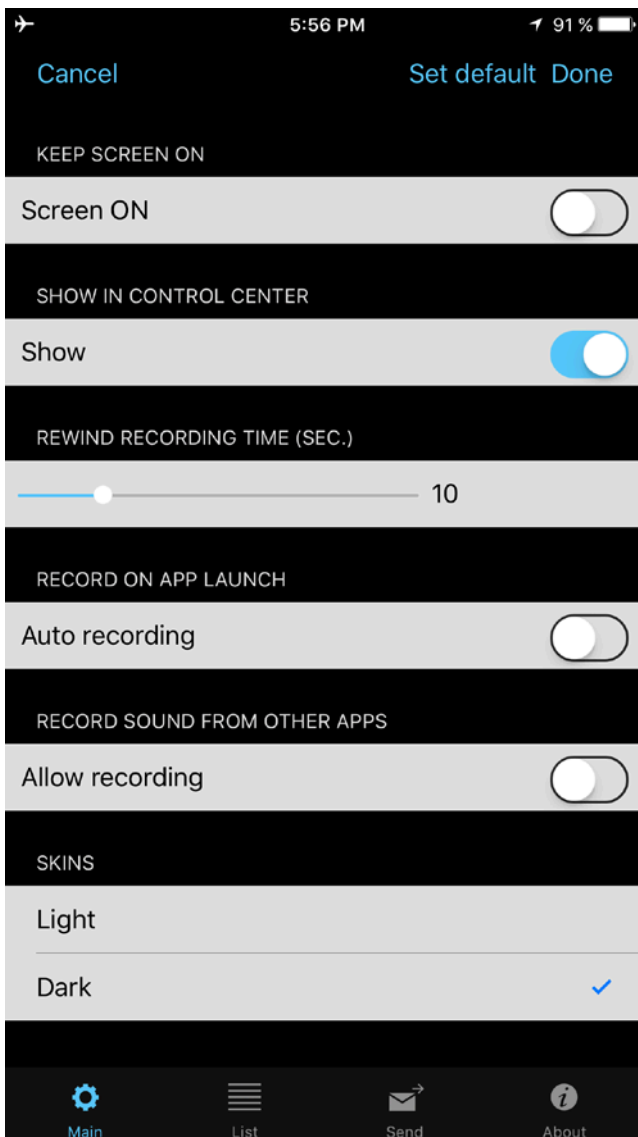 5:56 PM 91 %
Cancel Set default Done
KEEP SCREEN ON
Screen ON
SHOW IN CONTROL CENTER
Show
REWIND RECORDING TIME (SEC.)
10
RECORD ON APP LAUNCH
Auto recording
RECORD SOUND FROM OTHER APPS
Allow recording
SKINS
Light
Dark
Main List Send About